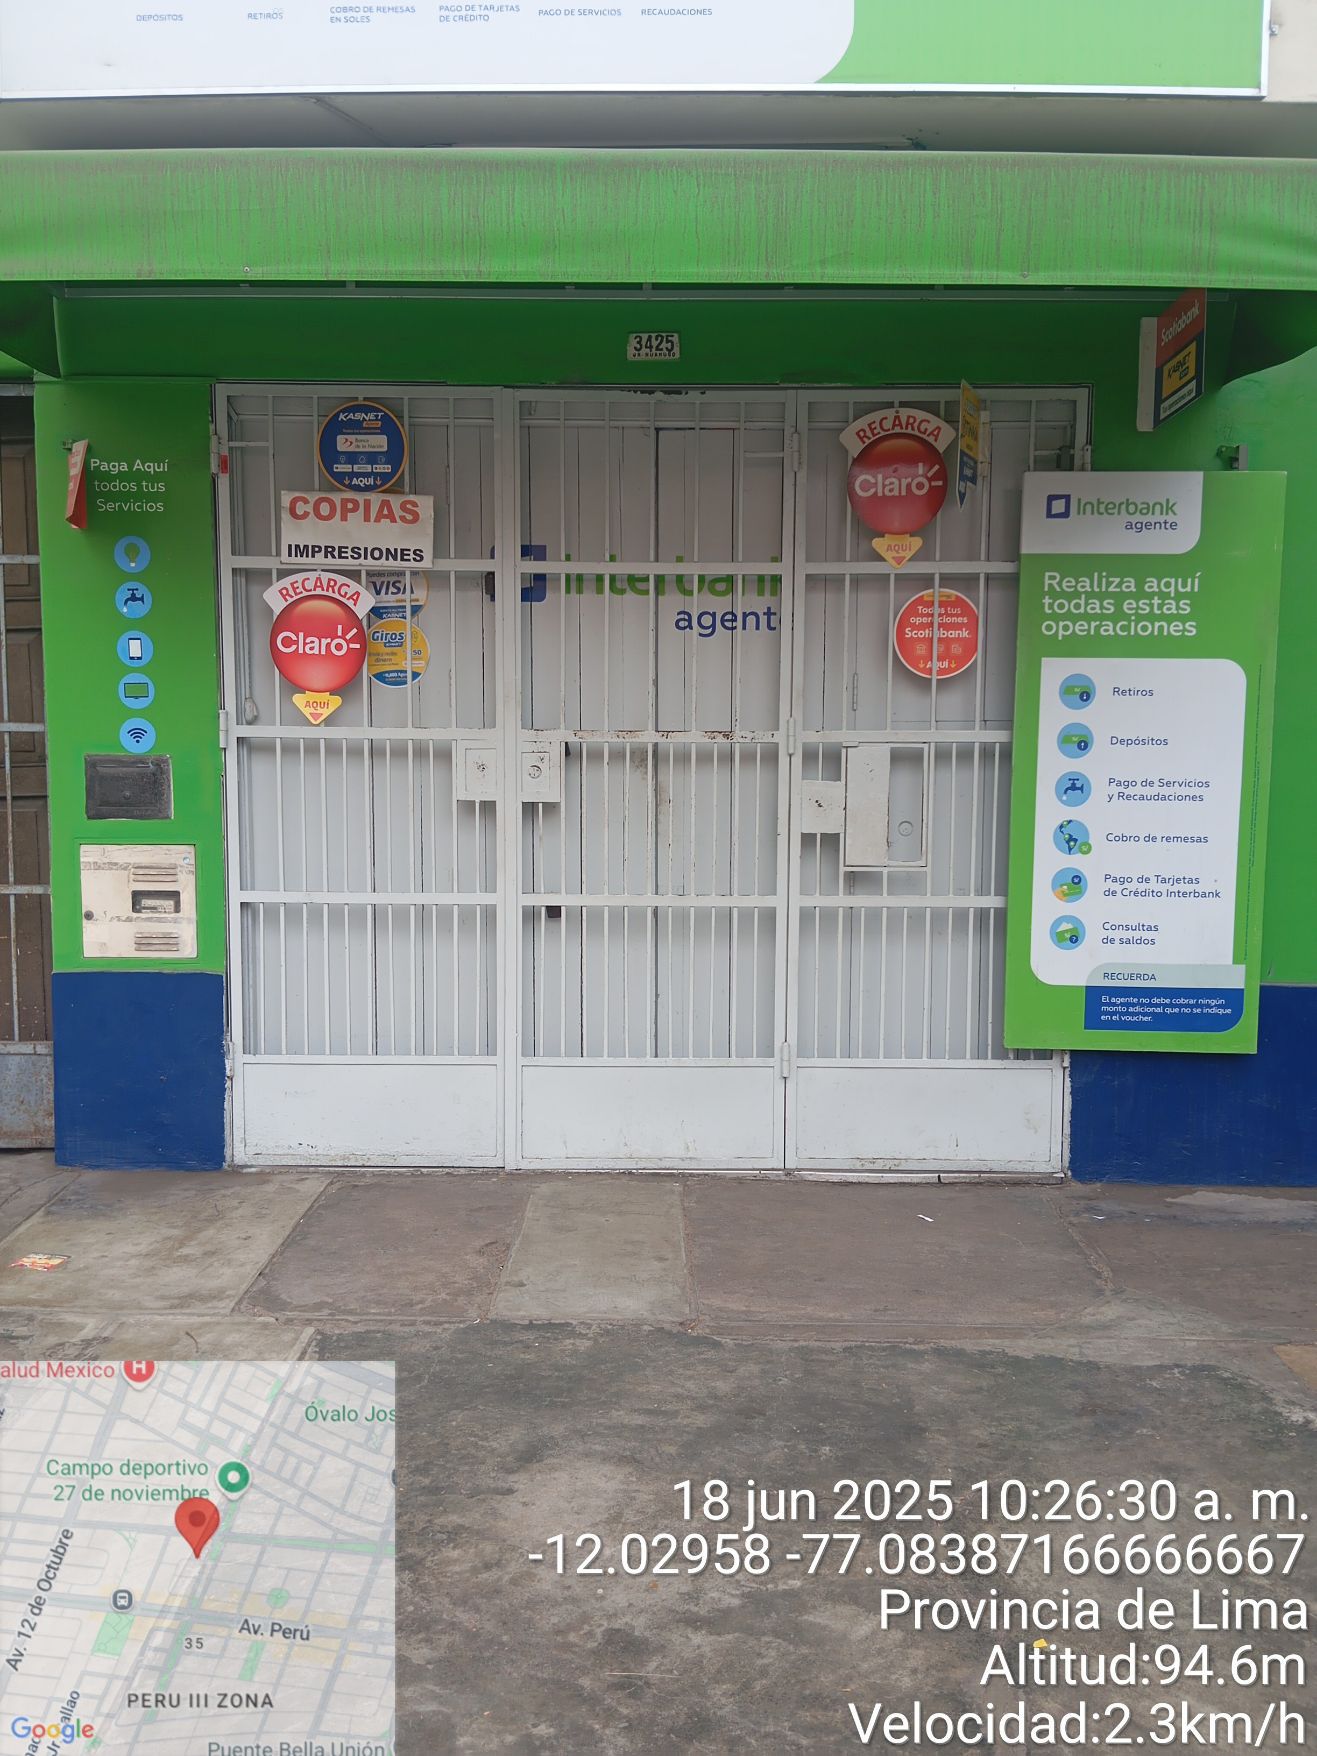 DEPÓSITOS
RETIROS
COBRO DE REMESAS
EN SOLES
PAGO DE TARJETAS
DE CRÉDITO
PAGO DE SERVICIOS
RECAUDACIONES
3425
Scotiabank
KASNET
KASNET
Banco
de la Nación
AQUÍ
COPIAS
IMPRESIONES
RECARGA
Claro
AQUÍ
VISA
KASNET
Giros
Paga Aquí
todos tus
Servicios
Interbank
agente
RECARGA
Claro
AQUÍ
Todos tus
operaciones
Scotiabank.
AQUÍ
Interbank
agente
Realiza aquí
todas estas
operaciones
Retiros
Depósitos
Pago de Servicios
y Recaudaciones
Cobro de remesas
Pago de Tarjetas
de Crédito Interbank
Consultas
de saldos
RECUERDA
El agente no debe cobrar ningún
monto adicional que no se indique
en el voucher.
alud Mexico
H
Óvalo Jos
Campo deportivo
27 de noviembre
Av. 12 de Octubre
Av. Perú
35
PERU III ZONA
Google
Puente Bella Unión
18 jun 2025 10:26:30 a. m.
-12.02958 -77.08387166666667
Provincia de Lima
Altitud:94.6m
Velocidad:2.3km/h